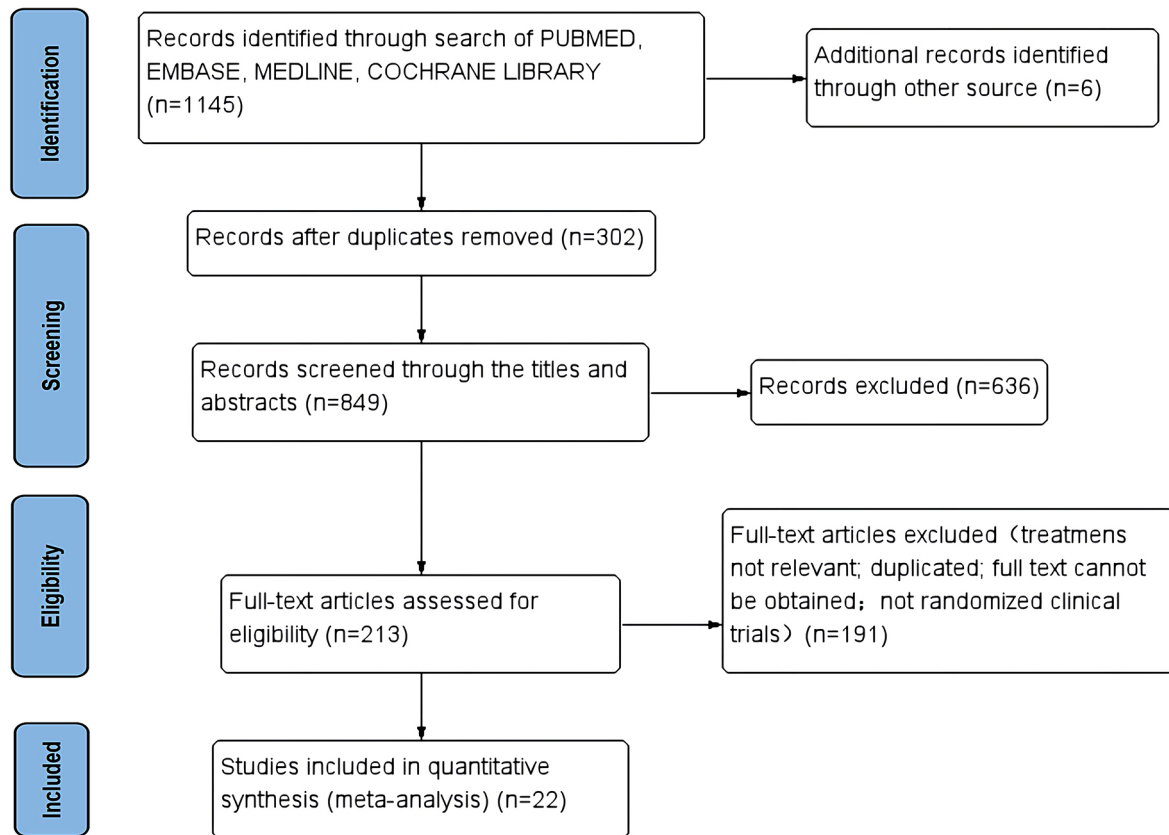 Identification
Records identified through search of PUBMED,
EMBASE, MEDLINE, COCHRANE LIBRARY
(n=1145)
Additional records identified
through other source (n=6)
Screening
Records after duplicates removed (n=302)
Records screened through the titles and
abstracts (n=849)
Records excluded (n=636)
Eligibility
Full-text articles assessed for
eligibility (n=213)
Full-text articles excluded（treatmens
not relevant; duplicated; full text cannot
be obtained；not randomized clinical
trials）(n=191)
Included
Studies included in quantitative
synthesis (meta-analysis) (n=22)